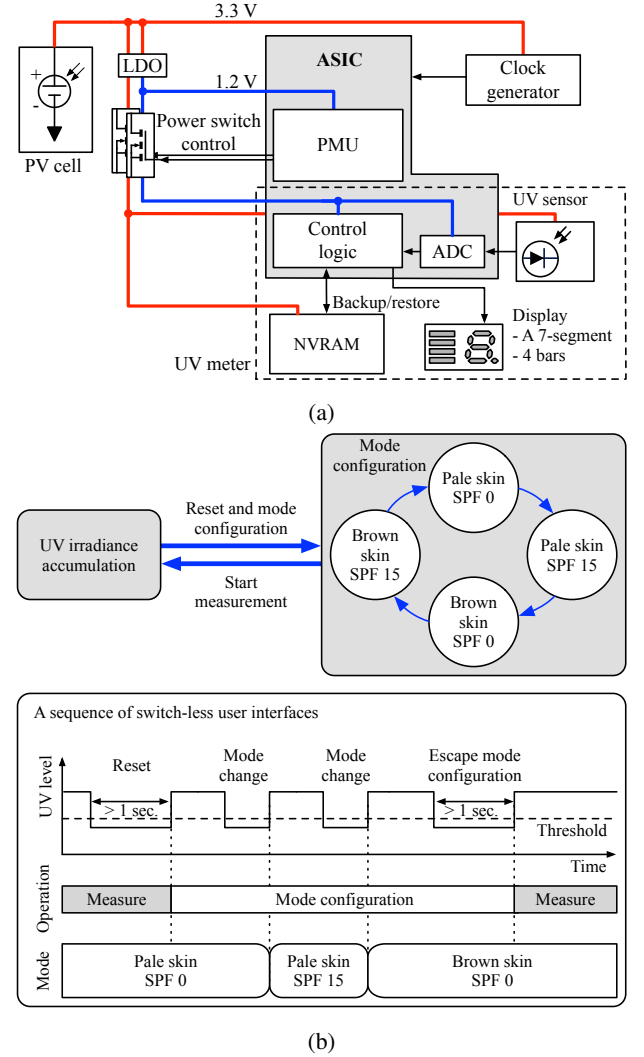 3.3 V
LDO
ASIC
Clock
generator
1.2 V
+
-
PV cell
Power switch
control
PMU
UV sensor
Control
logic
ADC
Backup/restore
NVRAM
Display
- A 7-segment
- 4 bars
UV meter
(a)
Mode
configuration
Pale skin
SPF 0
Reset and mode
configuration
UV irradiance
accumulation
Brown
skin
SPF 15
Pale skin
SPF 15
Start
measurement
Brown
skin
SPF 0
A sequence of switch-less user interfaces
UV level
Reset
Mode
change
Mode
change
Escape mode
configuration
> 1 sec.
> 1 sec.
Threshold
Time
Operation
Measure
Mode configuration
Measure
Mode
Pale skin
SPF 0
Pale skin
SPF 15
Brown skin
SPF 0
(b)